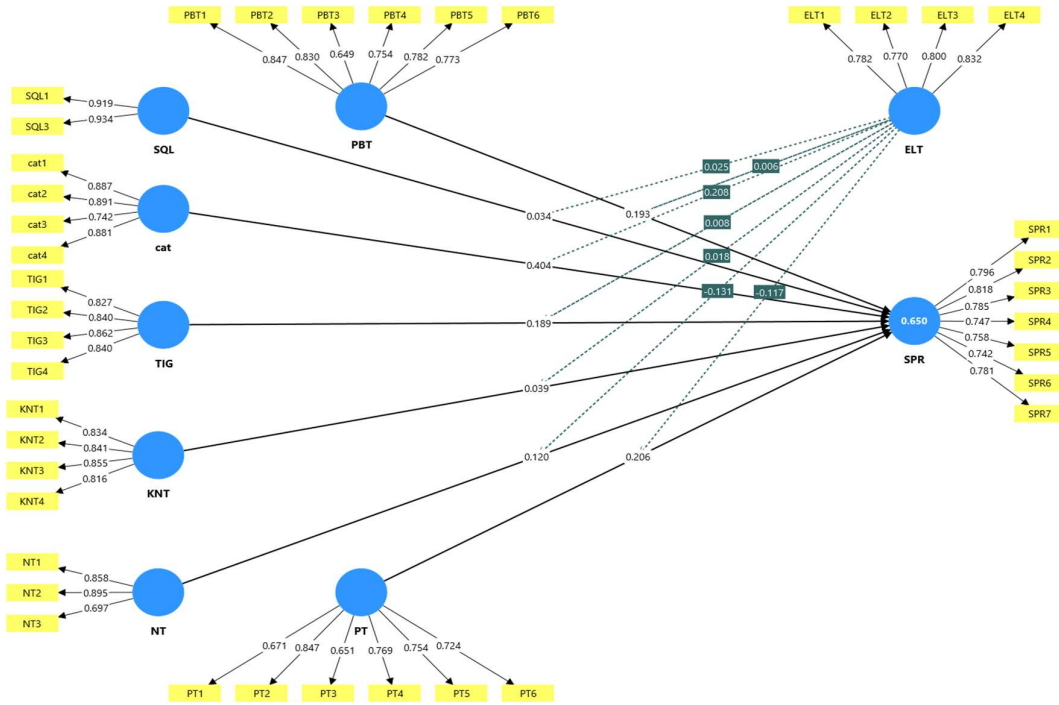 PBT1 PBT2 PBT3 PBT4 PBT5 PBT6
0.847 0.830 0.649 0.754 0.782 0.773
PBT
ELT1 ELT2 ELT3 ELT4
0.782 0.770 0.800 0.832
ELT
SQL1
SQL3
0.919
0.934
SQL
cat1
cat2
cat3
cat4
0.887
0.891
0.742
0.881
cat
TIG1
TIG2
TIG3
TIG4
0.827
0.840
0.862
0.840
TIG
KNT1
KNT2
KNT3
KNT4
0.834
0.841
0.855
0.816
KNT
NT1
NT2
NT3
0.858
0.895
0.697
NT
0.025 0.006
0.208
0.034 0.193
0.008
0.018
0.404
-0.131 -0.117
0.189
0.039
0.120 0.206
0.650
SPR
0.796
0.818
0.785
0.747
0.758
0.742
0.781
SPR1
SPR2
SPR3
SPR4
SPR5
SPR6
SPR7
PT
0.671 0.847 0.651 0.769 0.754 0.724
PT1 PT2 PT3 PT4 PT5 PT6